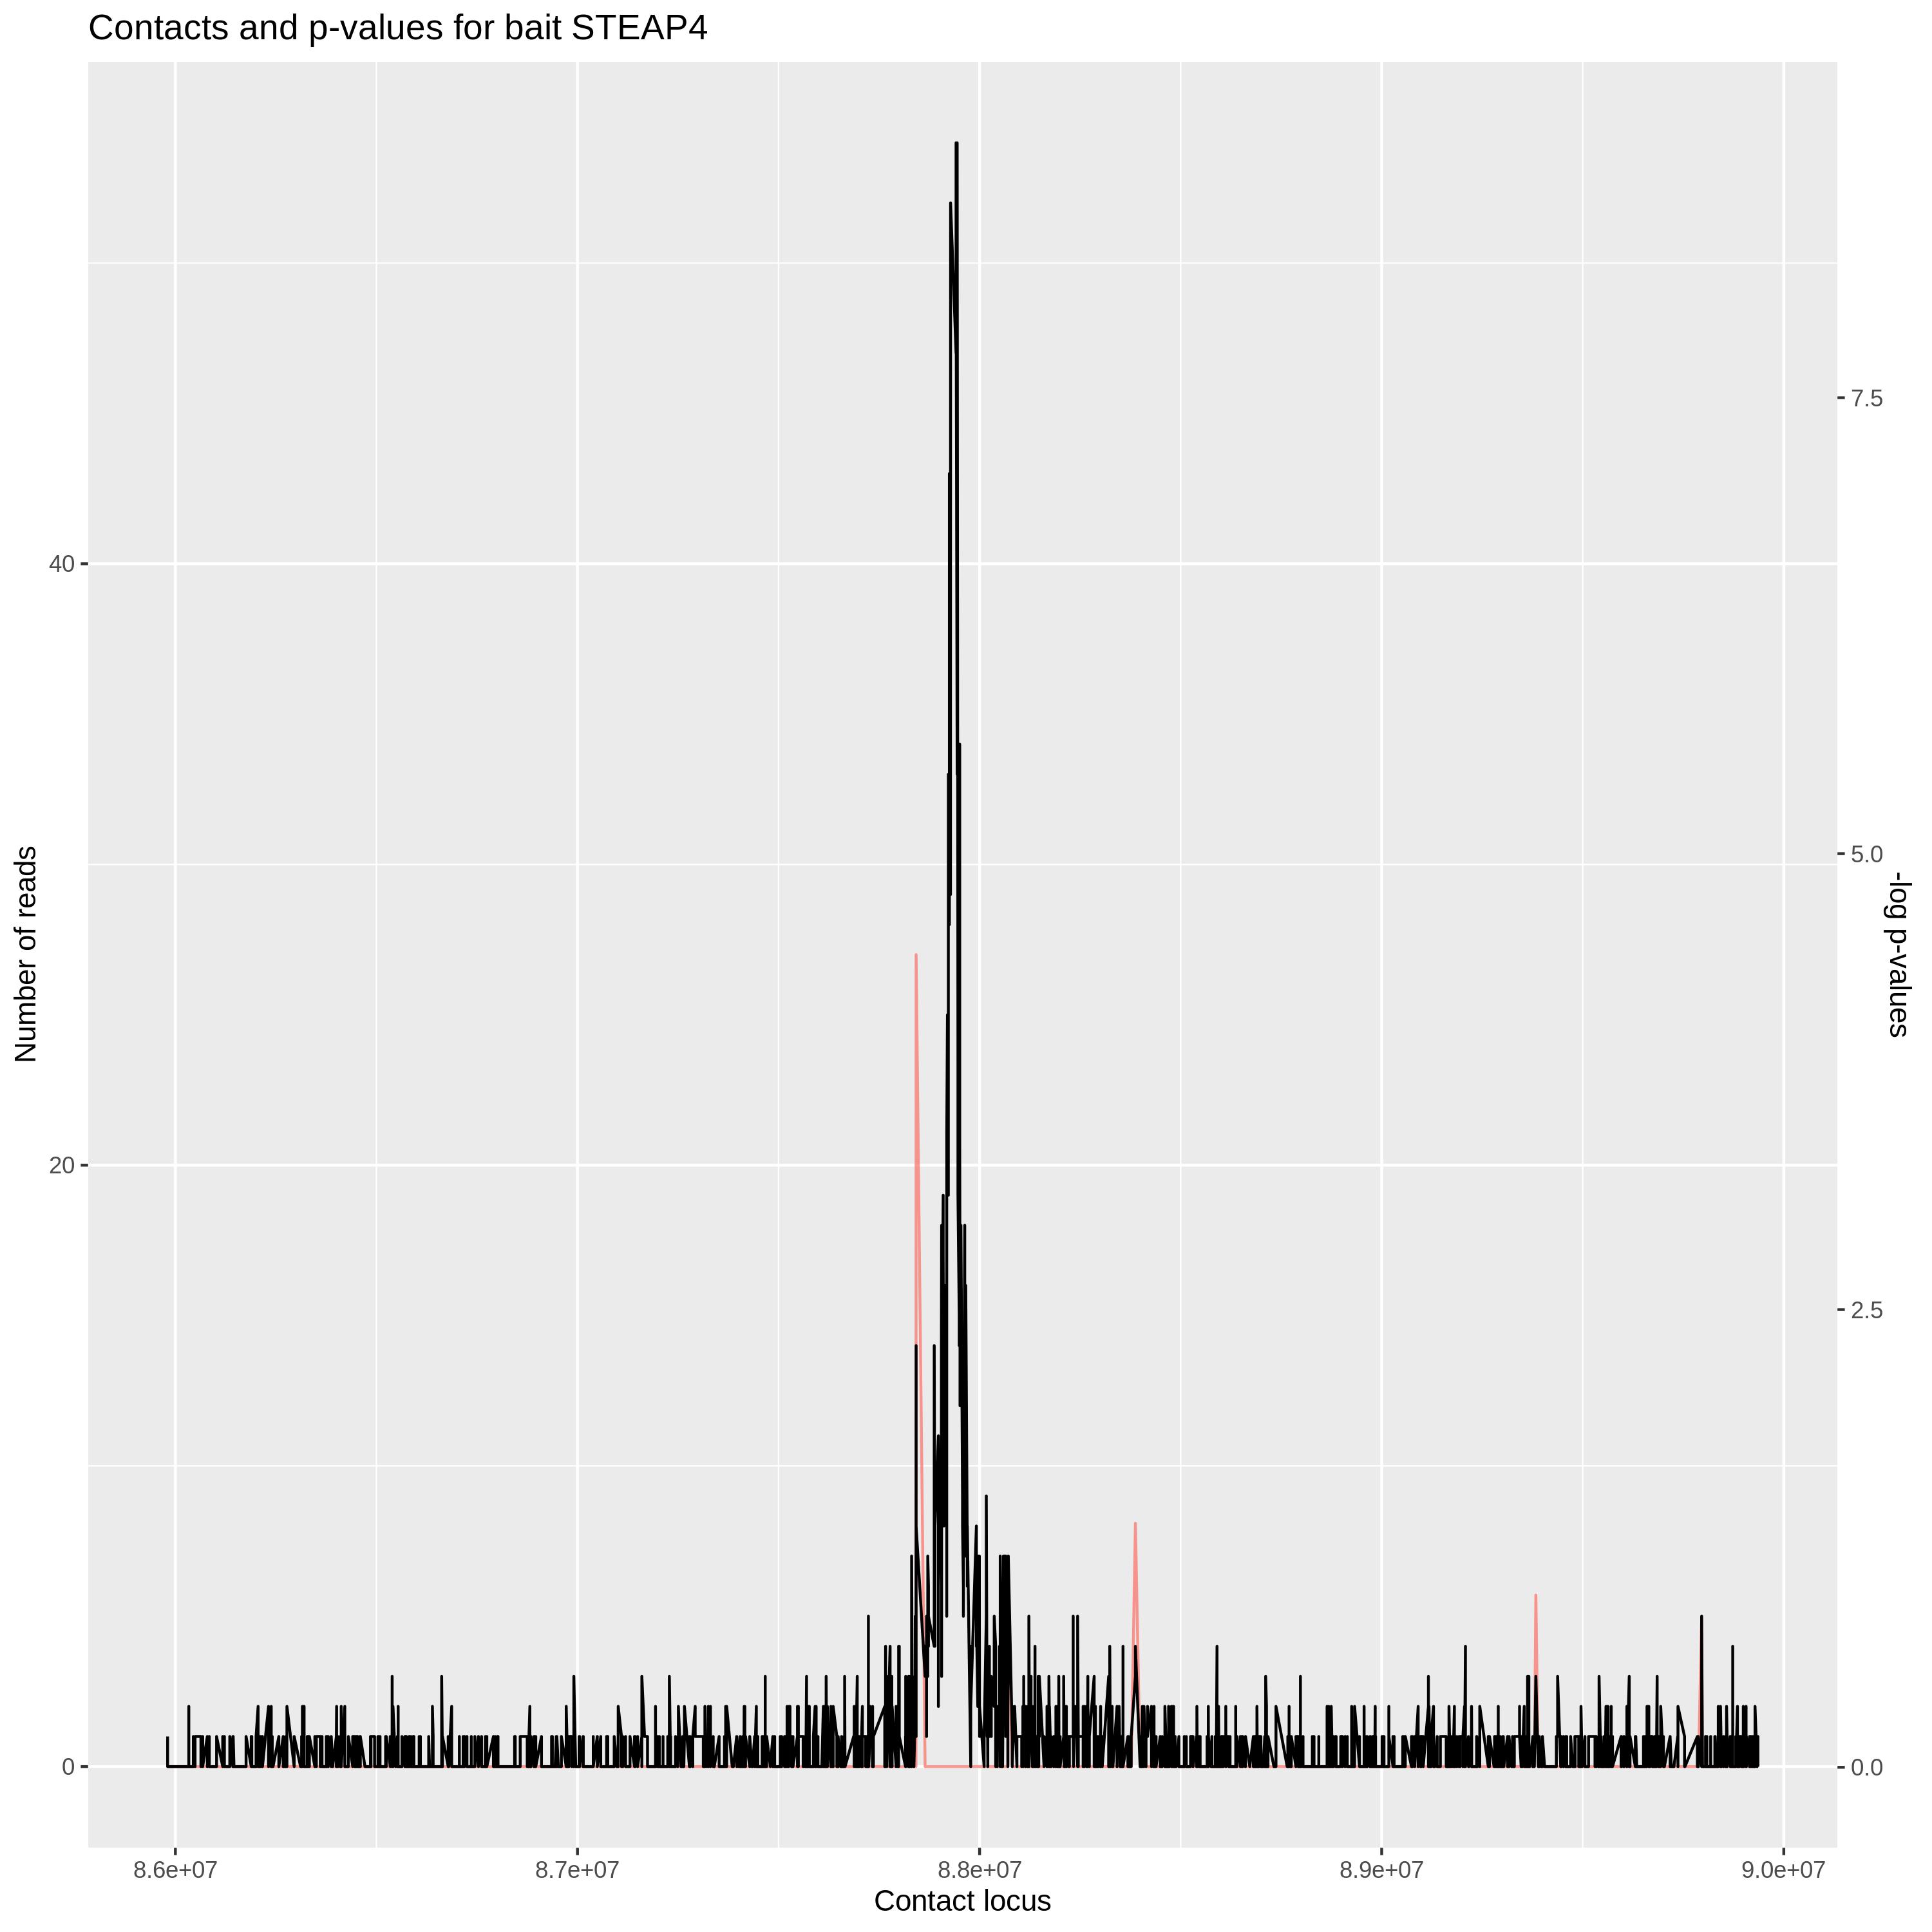 Contacts and p-values for bait STEAP4
Number of reads
40
20
0
7.5
5.0
2.5
0.0
-log p-values
8.6e+07
8.7e+07
8.8e+07
8.9e+07
9.0e+07
Contact locus